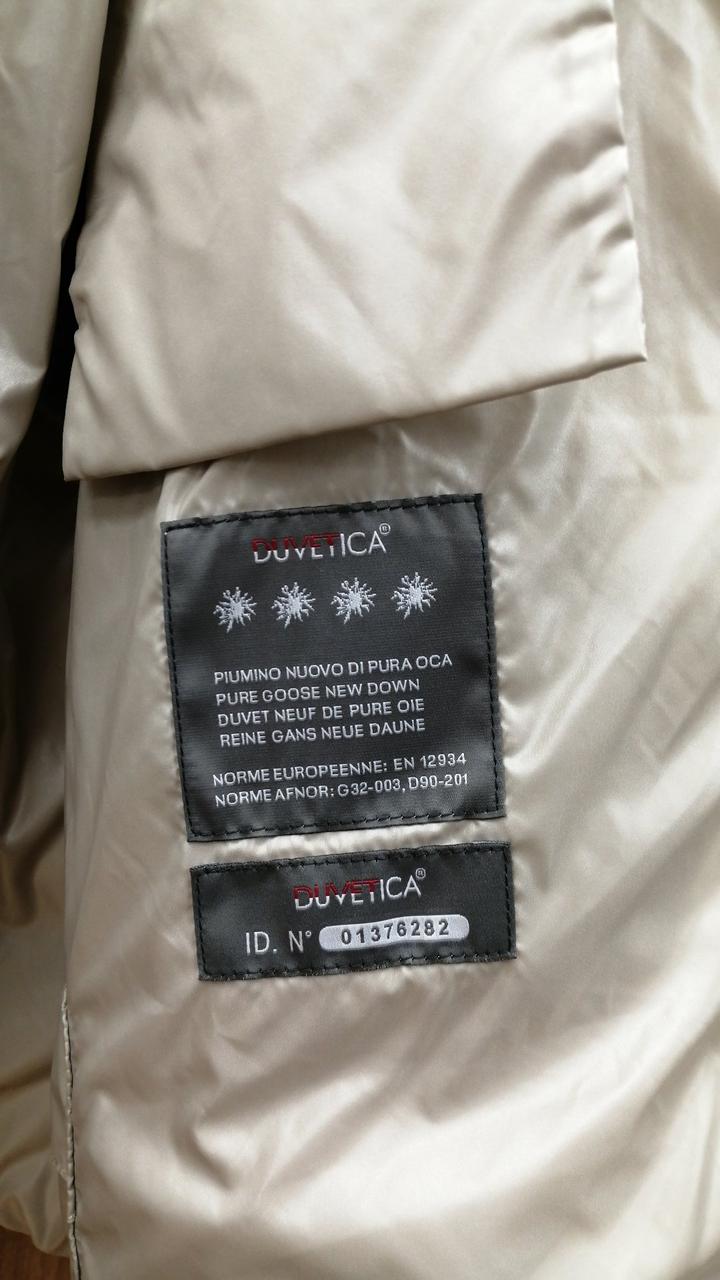 DUVETICA®
PIUMINO NUOVO DI PURA OCA
PURE GOOSE NEW DOWN
DUVET NEUF DE PURE OIE
REINE GANS NEUE DAUNE
NORME EUROPEENNE: EN 12934
NORME AFNOR: G32-003, D90-201
DUVETICA®
ID. N° 01376282